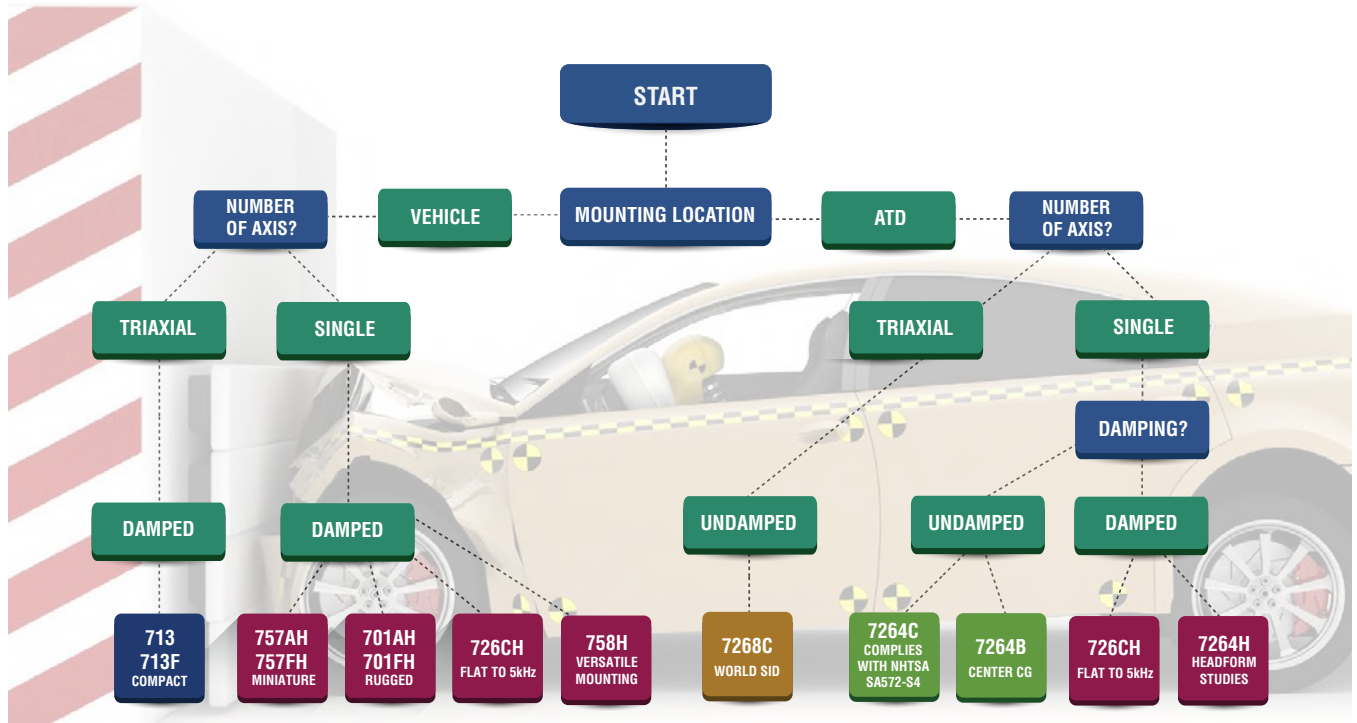 START
NUMBER
OF AXIS?
VEHICLE
MOUNTING LOCATION
ATD
NUMBER
OF AXIS?
TRIAXIAL
SINGLE
TRIAXIAL
SINGLE
DAMPING?
DAMPED
DAMPED
UNDAMPED
UNDAMPED
DAMPED
713
713F
COMPACT
757AH
757FH
MINIATURE
701AH
701FH
RUGGED
726CH
FLAT TO 5kHz
758H
VERSATILE
MOUNTING
7268C
WORLD SID
7264C
COMPLIES
WITH NHTSA
SA572-S4
7264B
CENTER CG
726CH
FLAT TO 5kHz
7264H
HEADFORM
STUDIES